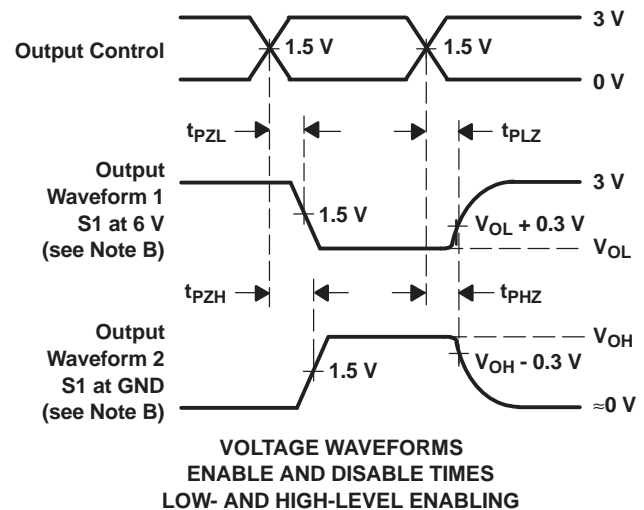 3 V
Output Control
1.5 V
1.5 V
0 V
tPZL
tPLZ
Output
Waveform 1
S1 at 6 V
(see Note B)
3 V
1.5 V
VOL + 0.3 V
VOL
tPZH
tPHZ
Output
Waveform 2
S1 at GND
(see Note B)
VOH
1.5 V
VOH - 0.3 V
≈0 V
VOLTAGE WAVEFORMS
ENABLE AND DISABLE TIMES
LOW- AND HIGH-LEVEL ENABLING